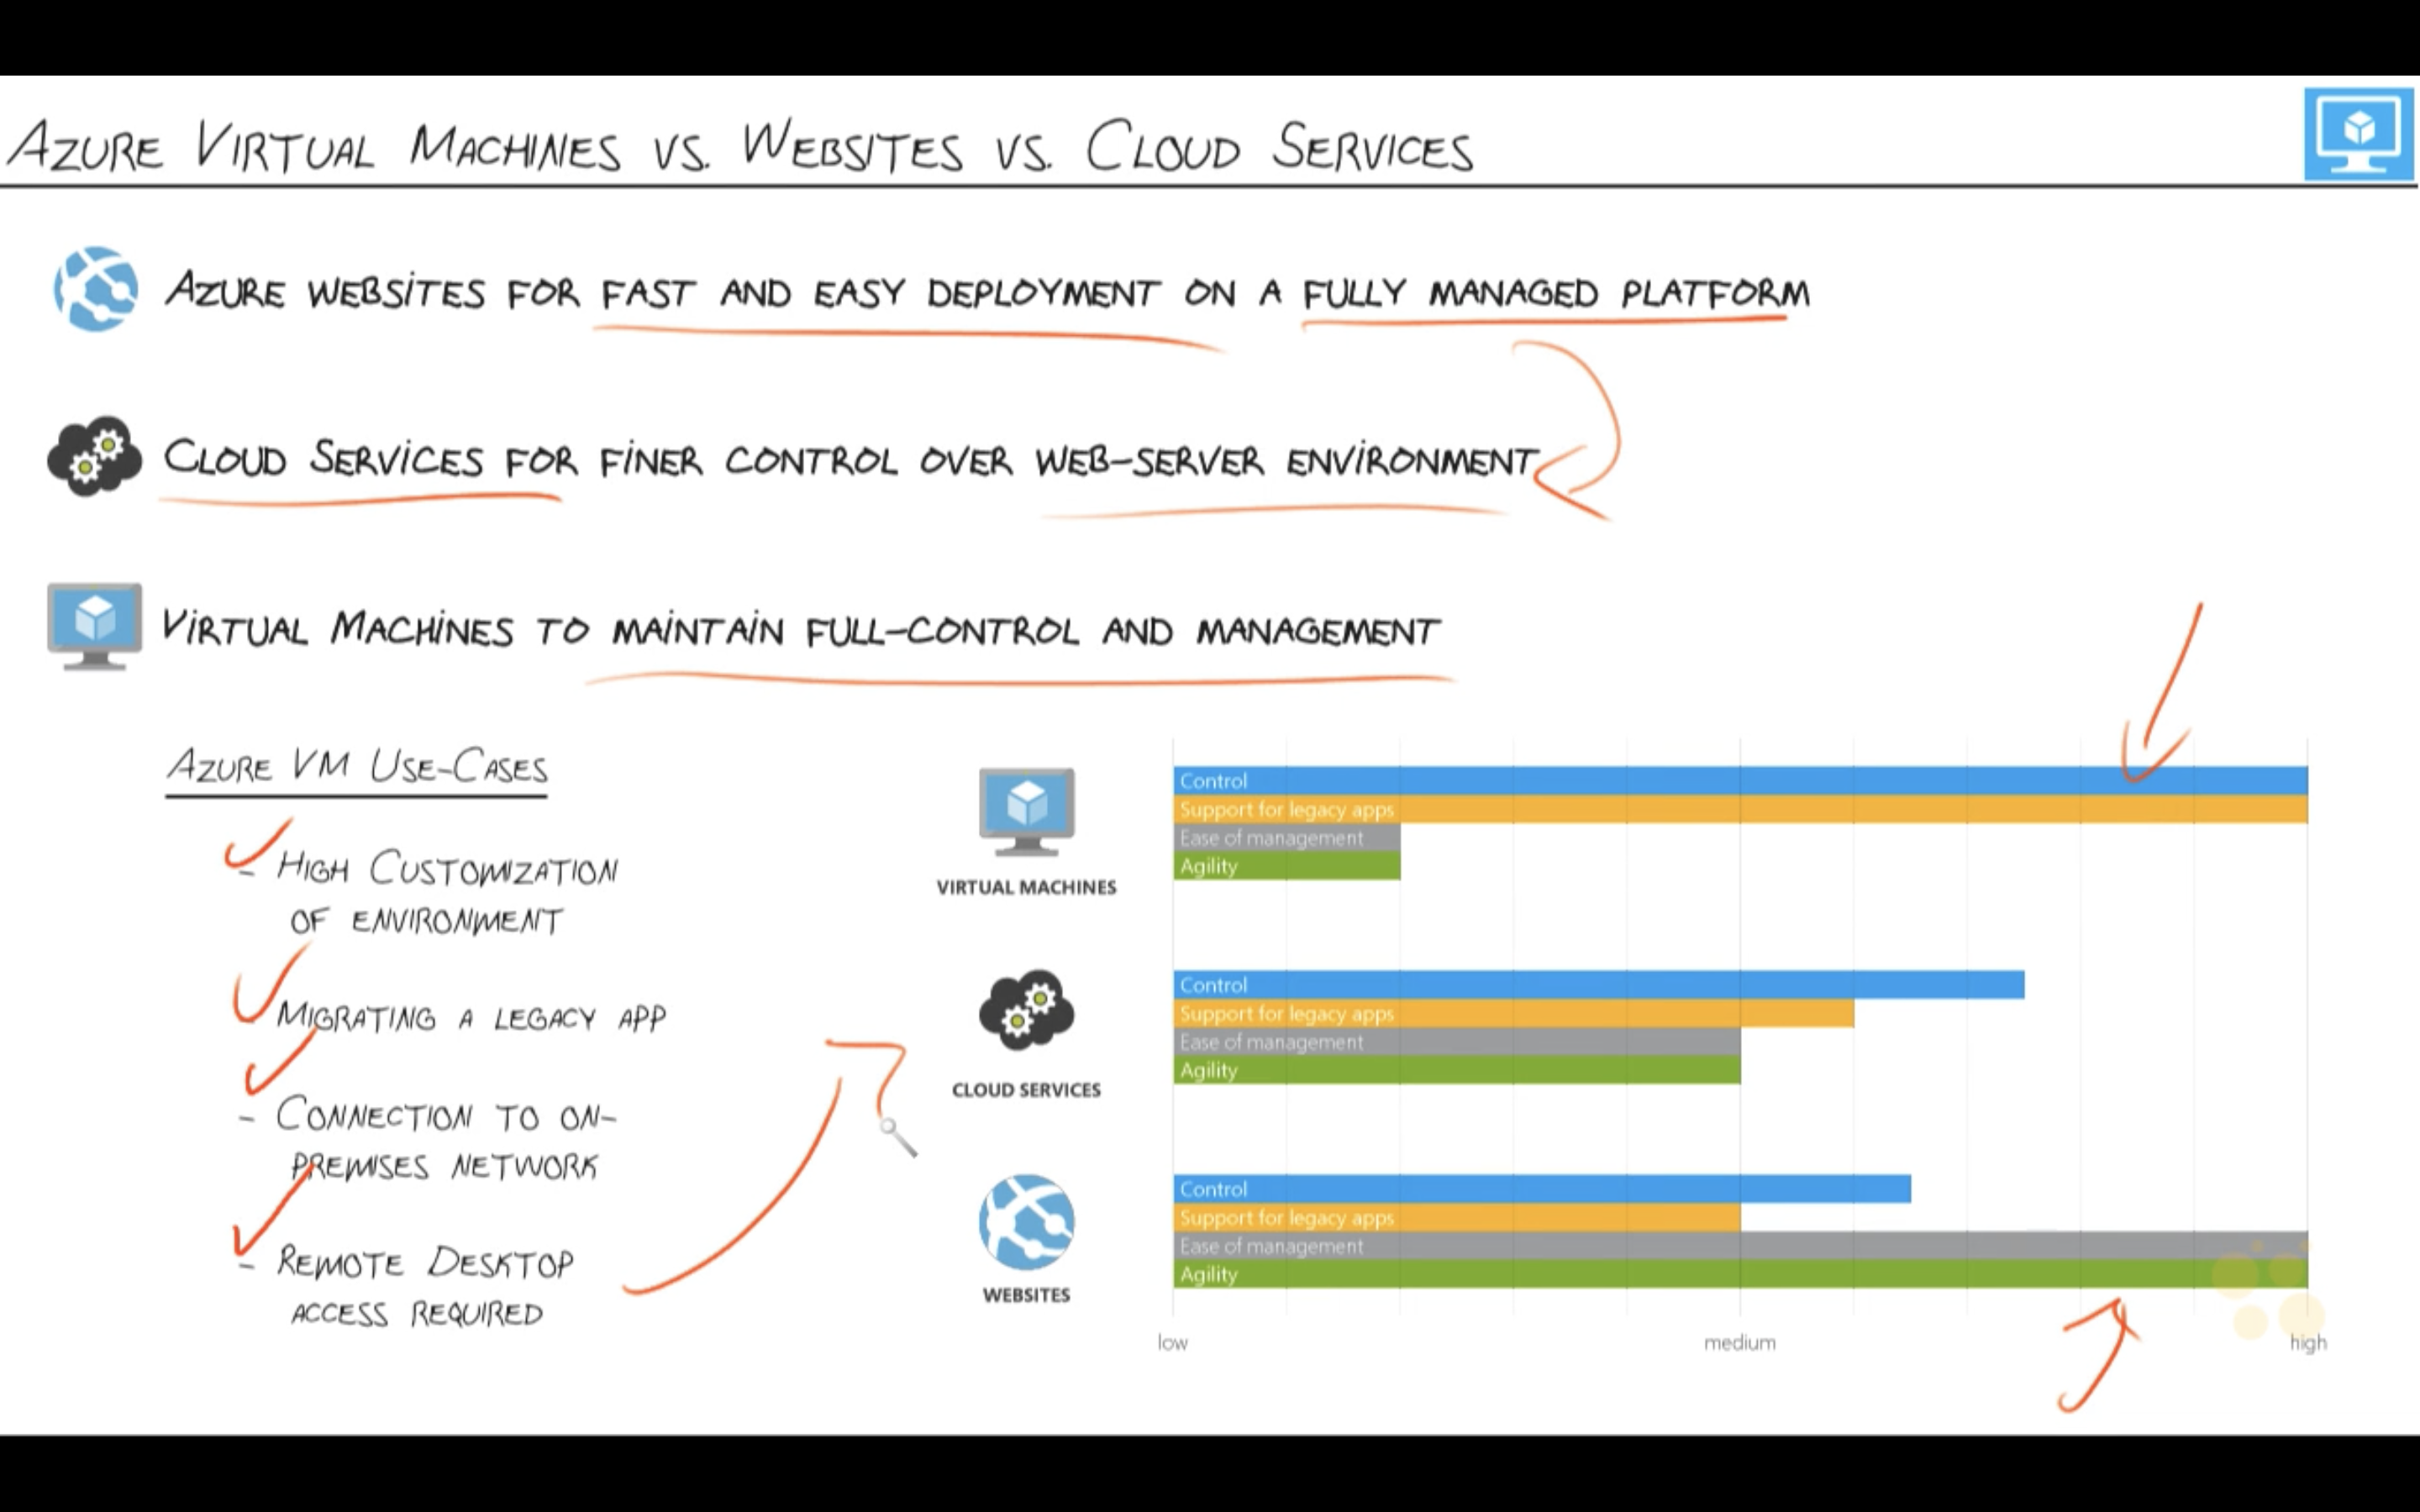 Azure Virtual Machines vs. Websites vs. Cloud Services
Azure websites for fast and easy deployment on a fully managed platform
Cloud Services for finer control over web-server environment
Virtual Machines to maintain full-control and management
Azure VM Use-Cases
- High Customization
of environment
- Migrating a legacy app
- Connection to on-
premises network
- Remote Desktop
access required
VIRTUAL MACHINES
Control
Support for legacy apps
Ease of management
Agility
CLOUD SERVICES
Control
Support for legacy apps
Ease of management
Agility
WEBSITES
Control
Support for legacy apps
Ease of management
Agility
low medium high